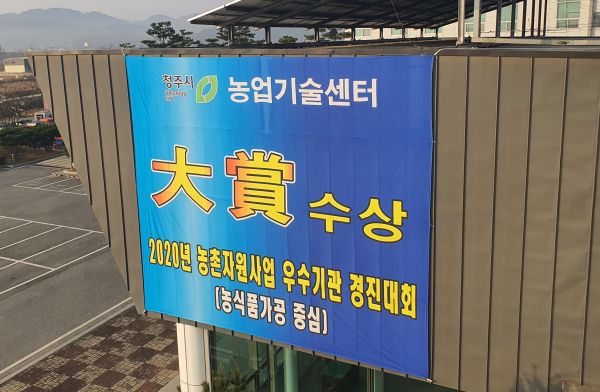 청주시 농업기술센터
大賞 수상
2020년 농촌자원사업 우수기관 경진대회
(농식품가공 중심)